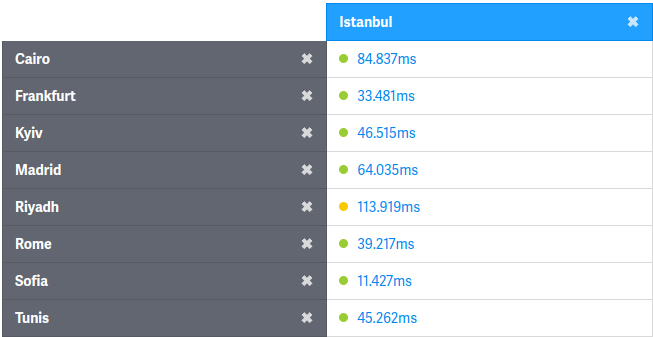 Istanbul ✖
Cairo ✖ 84.837ms
Frankfurt ✖ 33.481ms
Kyiv ✖ 46.515ms
Madrid ✖ 64.035ms
Riyadh ✖ 113.919ms
Rome ✖ 39.217ms
Sofia ✖ 11.427ms
Tunis ✖ 45.262ms